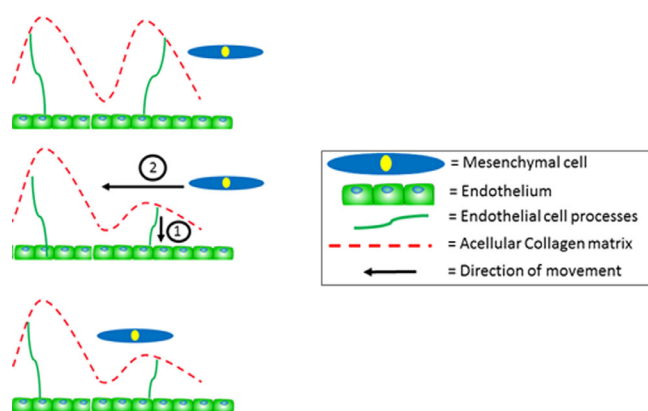 2
1
= Mesenchymal cell
= Endothelium
= Endothelial cell processes
= Acellular Collagen matrix
= Direction of movement